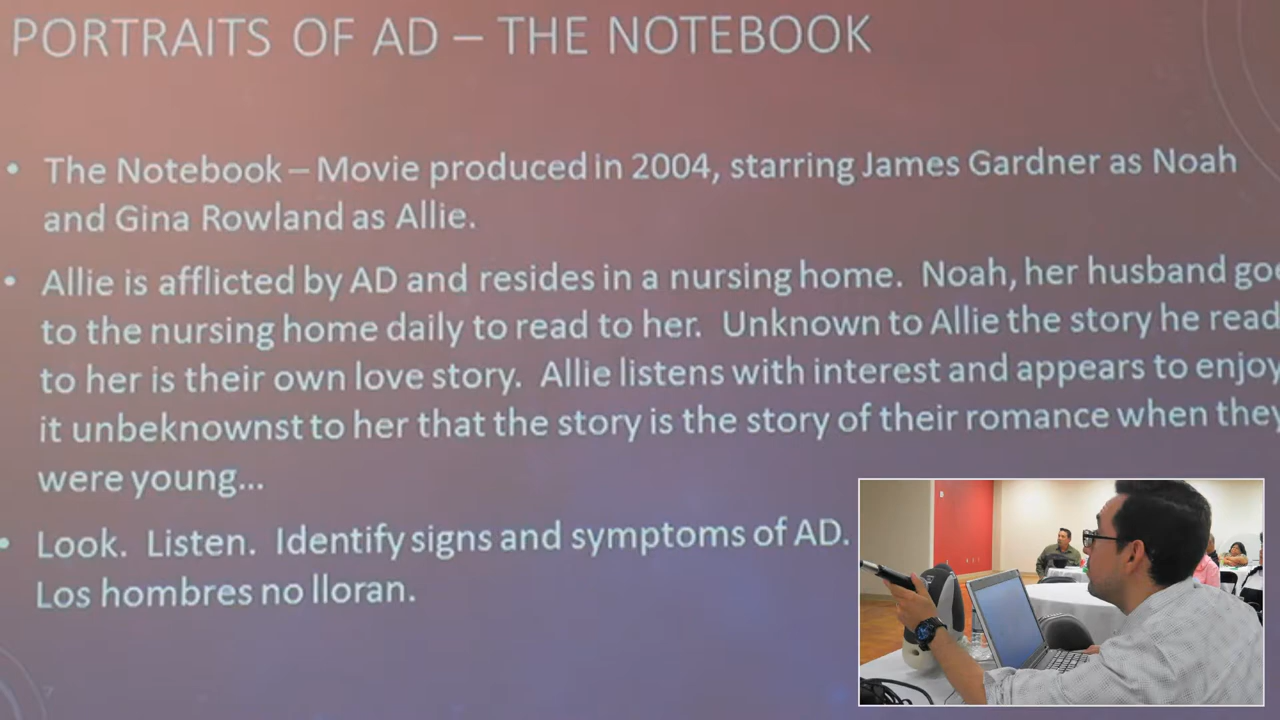 PORTRAITS OF AD – THE NOTEBOOK
• The Notebook – Movie produced in 2004, starring James Gardner as Noah
and Gina Rowland as Allie.
• Allie is afflicted by AD and resides in a nursing home. Noah, her husband
to the nursing home daily to read to her. Unknown to Allie the story he read
to her is their own love story. Allie listens with interest and appears to enjoy
it unbeknownst to her that the story is the story of their romance when they
were young...
• Look. Listen. Identify signs and symptoms of AD.
Los hombres no lloran.